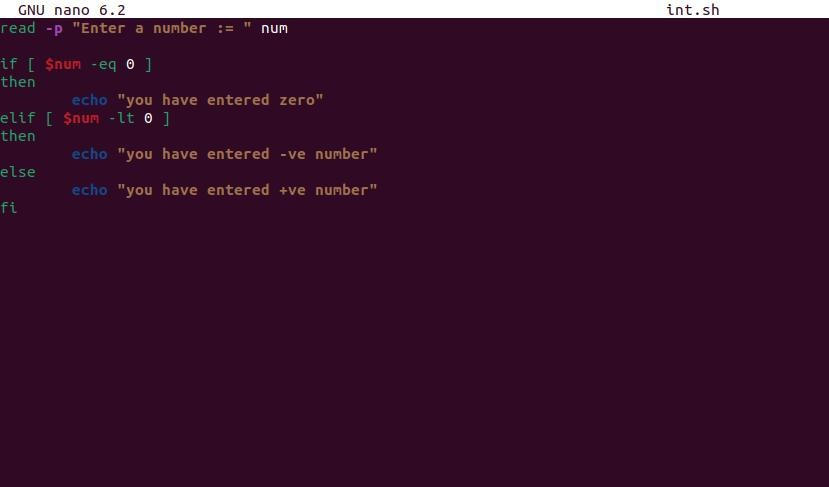 GNU nano 6.2 int.sh
read -p "Enter a number := " num
if [ $num -eq 0 ]
then
echo "you have entered zero"
elif [ $num -lt 0 ]
then
echo "you have entered -ve number"
else
echo "you have entered +ve number"
fi